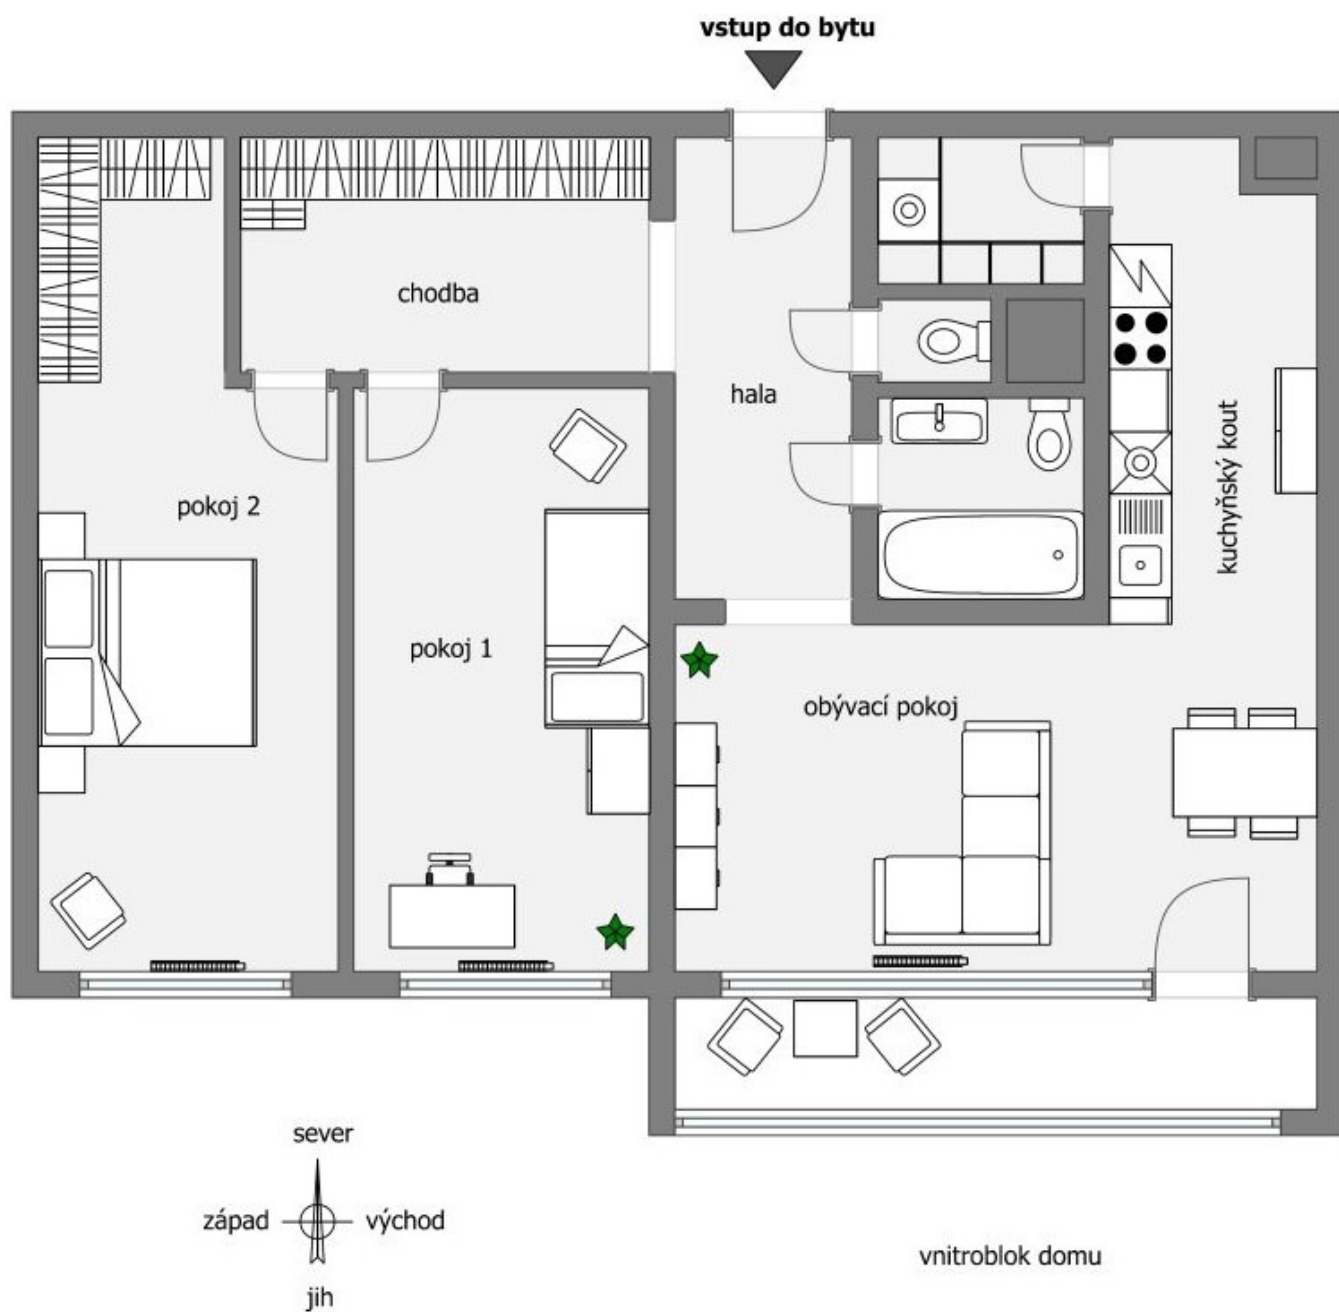 vstup do bytu
chodba
hala
kuchyňský kout
pokoj 2
pokoj 1
obývací pokoj
sever
západ
východ
jih
vnitroblok domu